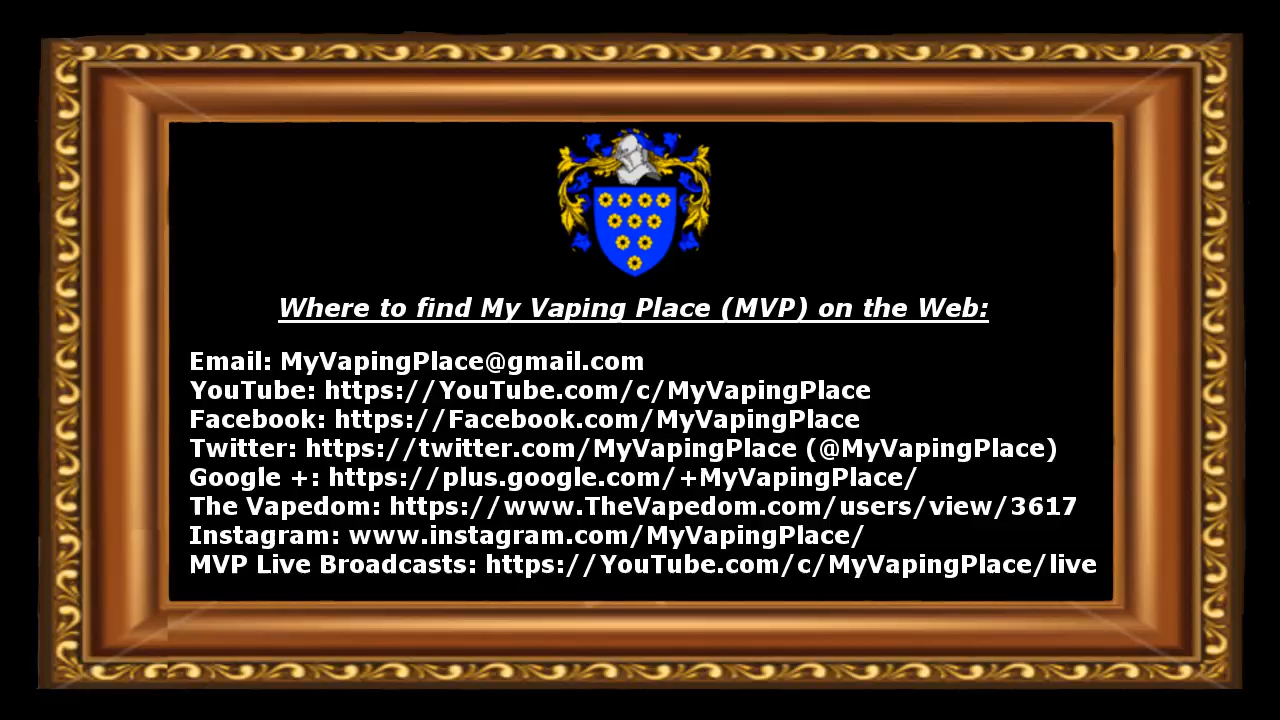 Where to find My Vaping Place (MVP) on the Web:
Email: MyVapingPlace@gmail.com
YouTube: https://YouTube.com/c/MyVapingPlace
Facebook: https://Facebook.com/MyVapingPlace
Twitter: https://twitter.com/MyVapingPlace (@MyVapingPlace)
Google +: https://plus.google.com/+MyVapingPlace/
The Vapedom: https://www.TheVapedom.com/users/view/3617
Instagram: www.instagram.com/MyVapingPlace/
MVP Live Broadcasts: https://YouTube.com/c/MyVapingPlace/live